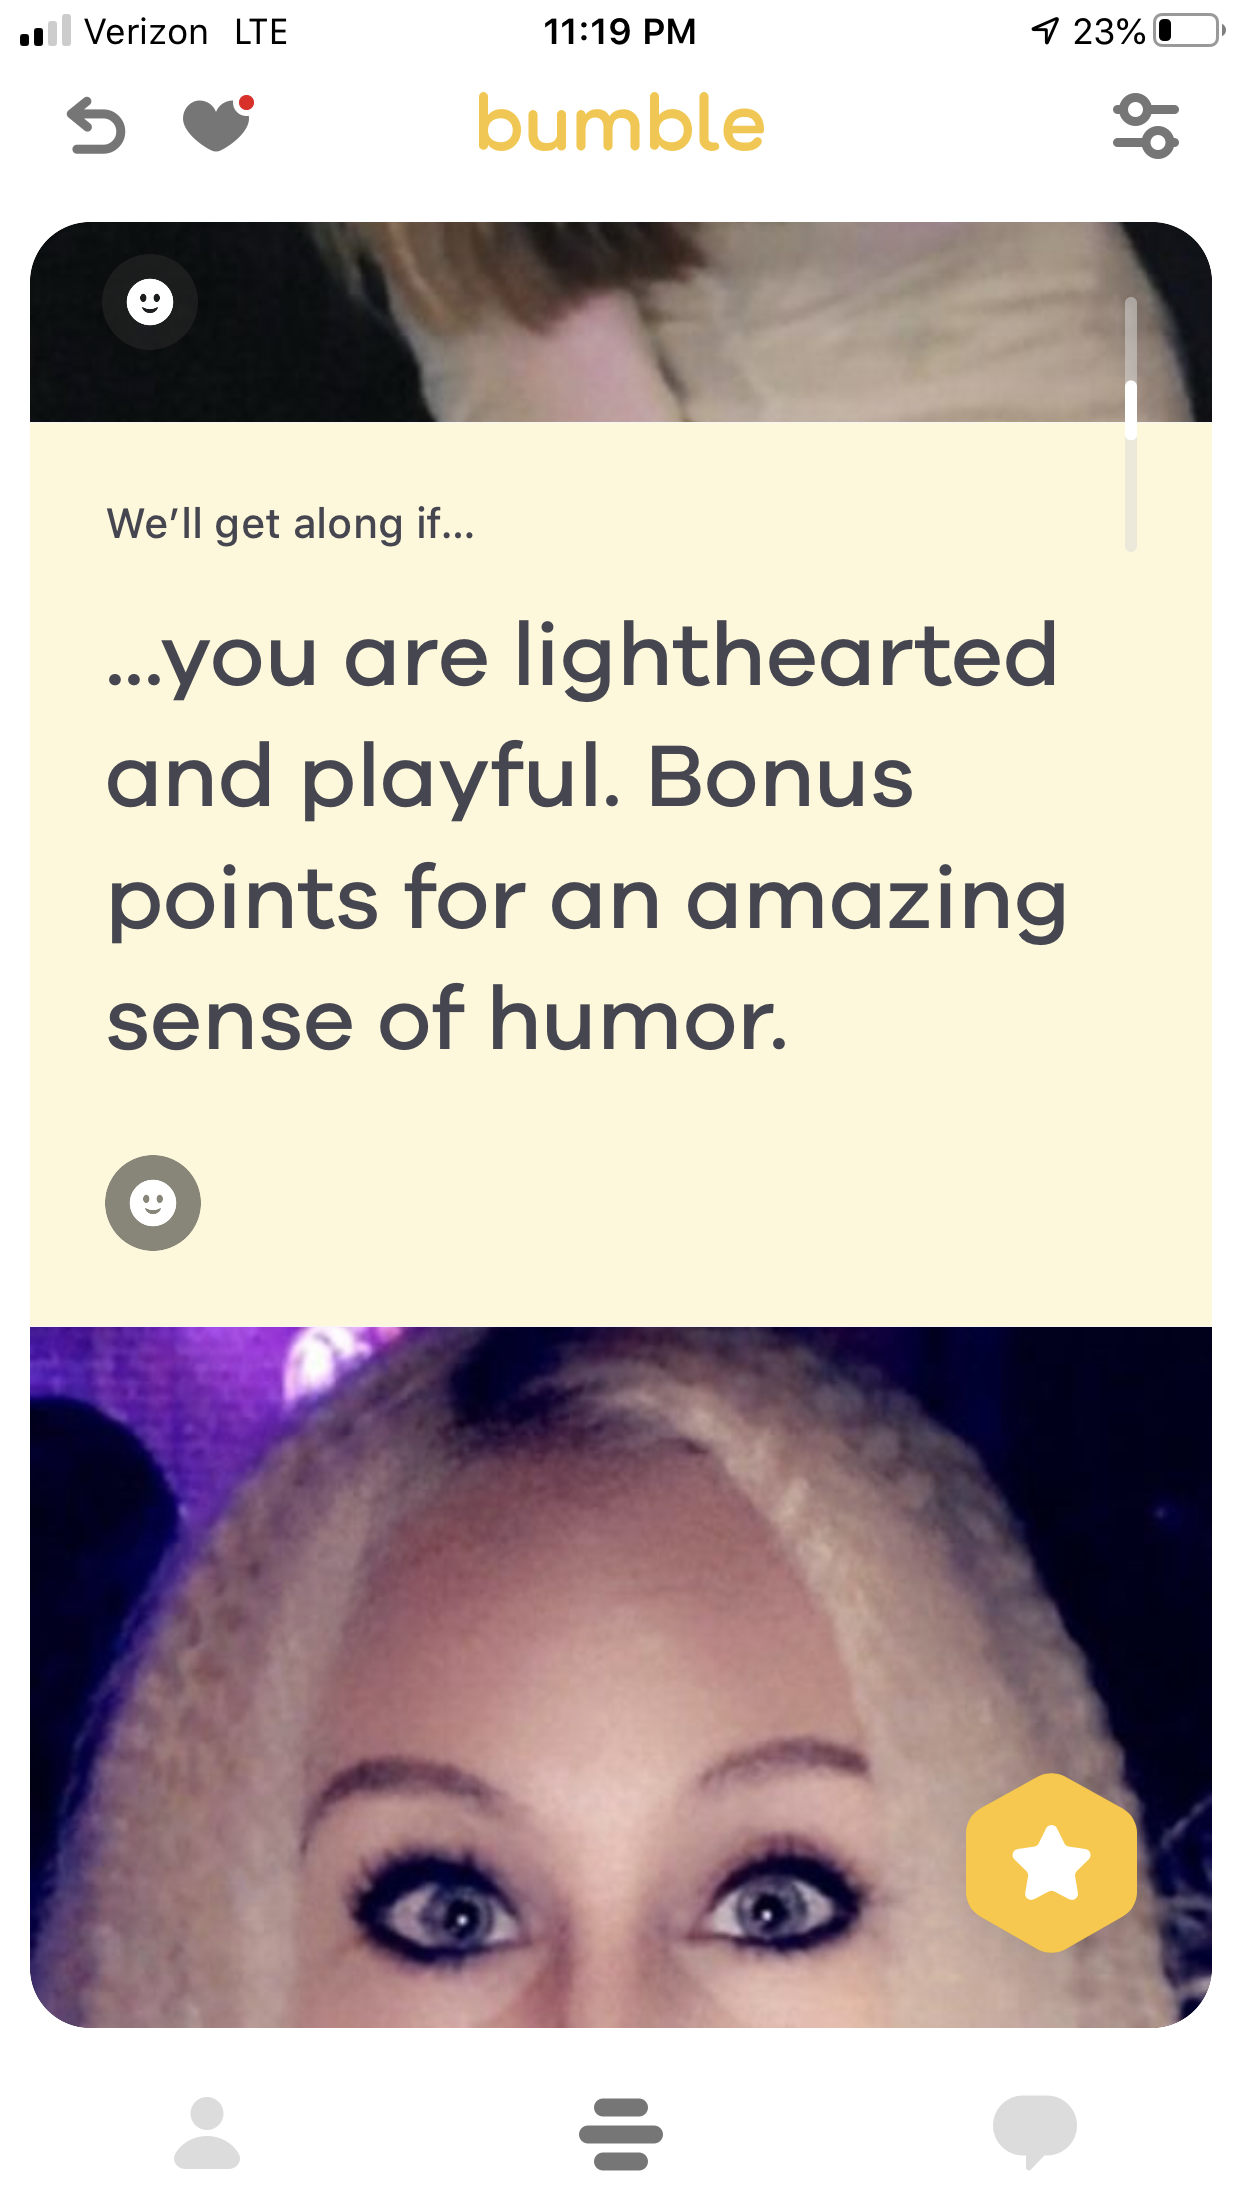 Verizon LTE 11:19 PM 23%
bumble
We’ll get along if...
...you are lighthearted
and playful. Bonus
points for an amazing
sense of humor.